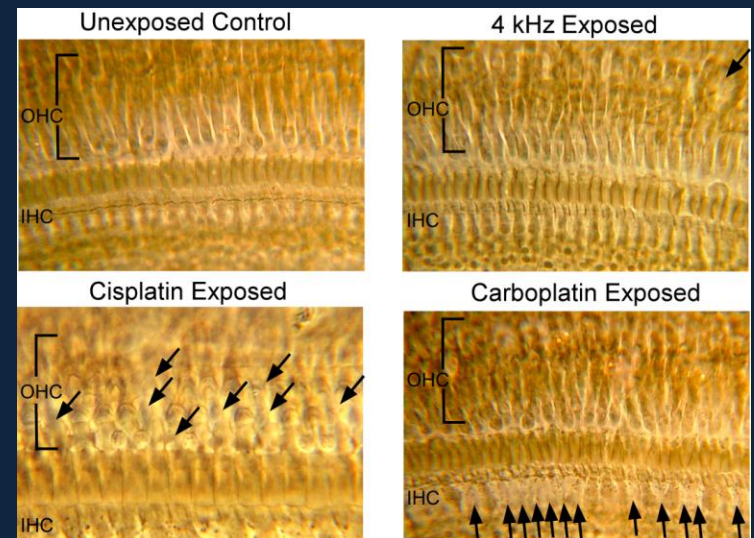 Unexposed Control
OHC
IHC
4 kHz Exposed
OHC
IHC
Cisplatin Exposed
OHC
IHC
Carboplatin Exposed
OHC
IHC